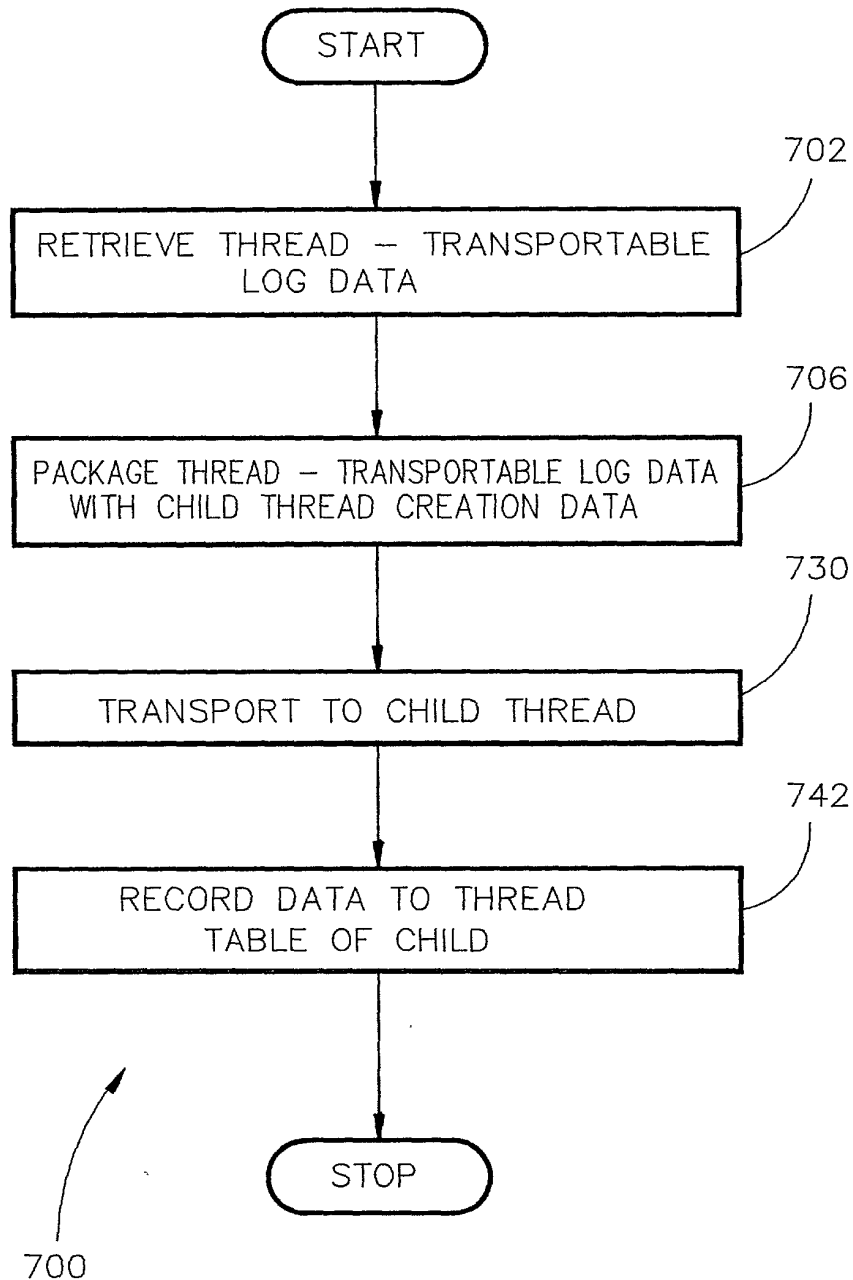 START
702
RETRIEVE THREAD – TRANSPORTABLE
LOG DATA
706
PACKAGE THREAD – TRANSPORTABLE LOG DATA
WITH CHILD THREAD CREATION DATA
730
TRANSPORT TO CHILD THREAD
742
RECORD DATA TO THREAD
TABLE OF CHILD
STOP
700